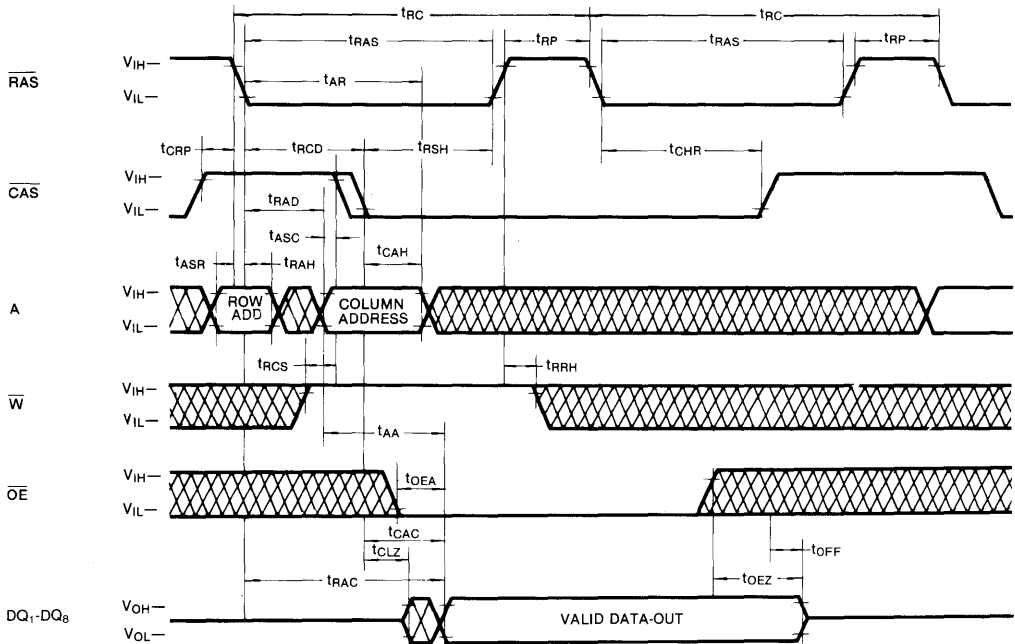 tRC tRC
tRAS tRP tRAS tRP
RAS VIH VIL tAR
tCRP tRCD tRSH tCHR
CAS VIH VIL tRAD
tASC
tASR tRAH tCAH
A VIH VIL ROW ADD COLUMN ADDRESS
tRCS tRRH
W VIH VIL
tAA
OE VIH VIL tOEA
tCAC
tCLZ tOFF
tRAC tOEZ
DQ1-DQ8 VOH VOL VALID DATA-OUT